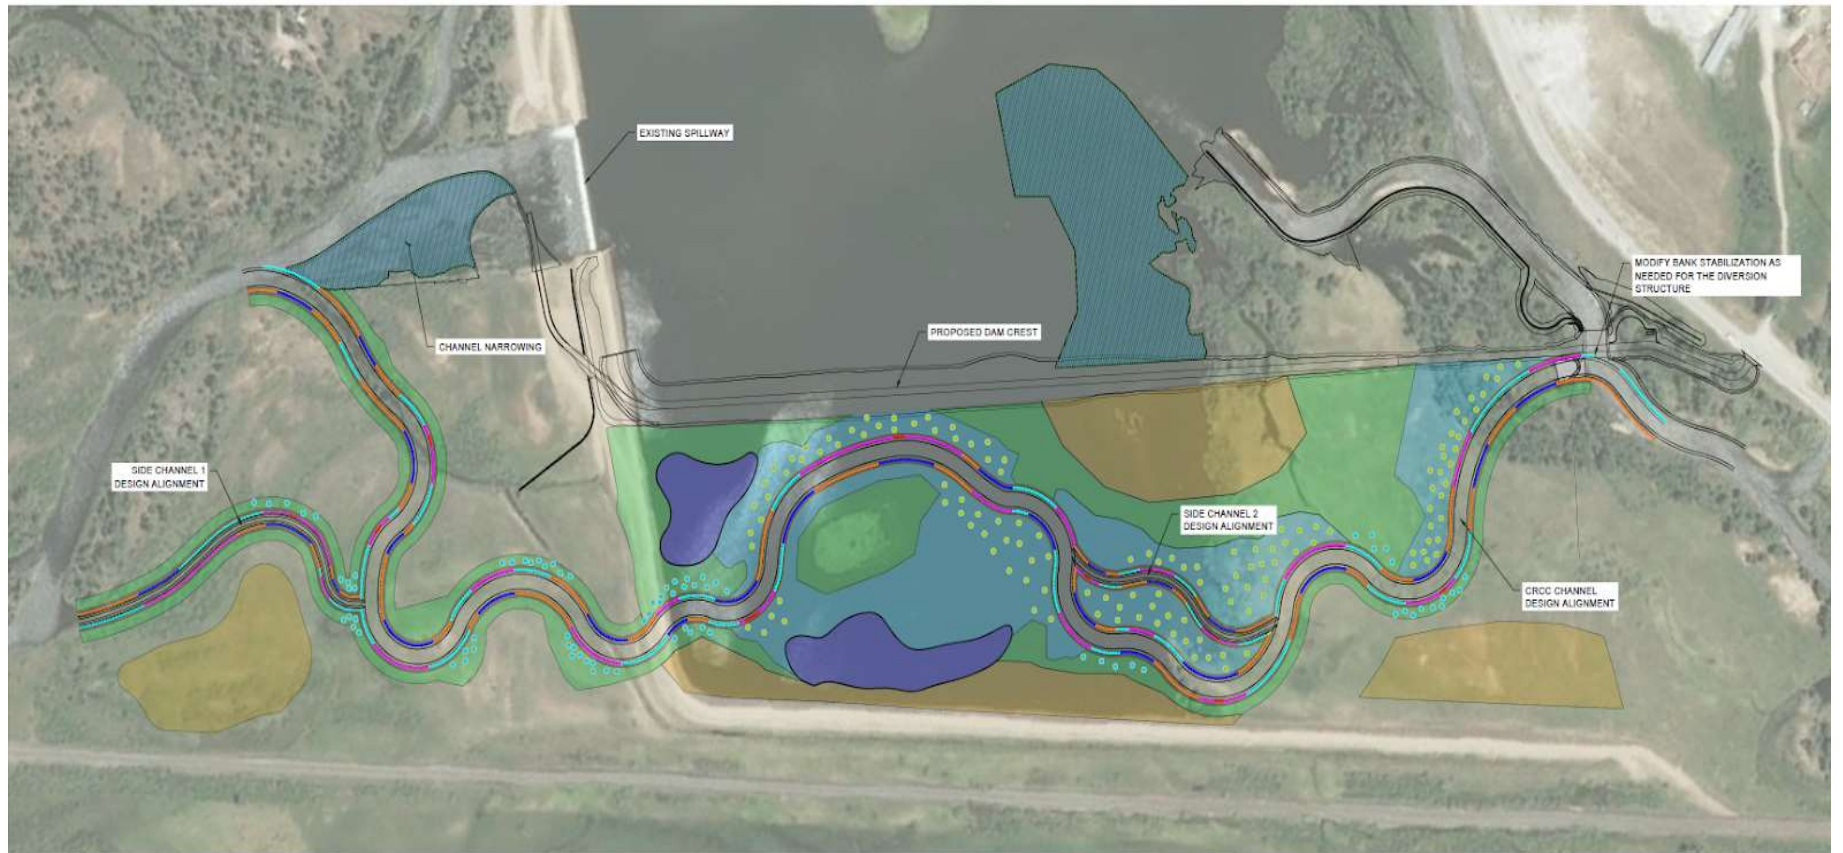 EXISTING SPILLWAY
MODIFY BANK STABILIZATION AS
NEEDED FOR THE DIVERSION
STRUCTURE
PROPOSED DAM CREST
CHANNEL NARROWING
SIDE CHANNEL 1
DESIGN ALIGNMENT
SIDE CHANNEL 2
DESIGN ALIGNMENT
CRCC CHANNEL
DESIGN ALIGNMENT